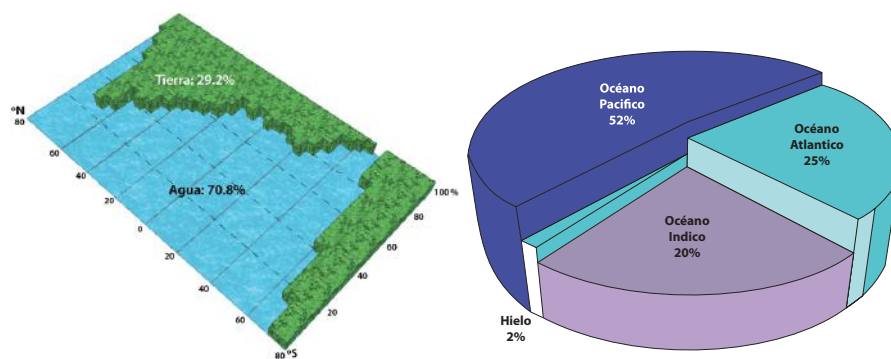 Tierra: 29.2%
°N
80
60
40
20
0
20
40
60
80 °S
Agua: 70.8%
100 %
80
60
40
20
Océano
Pacifico
52%
Océano
Atlantico
25%
Océano
Indico
20%
Hielo
2%